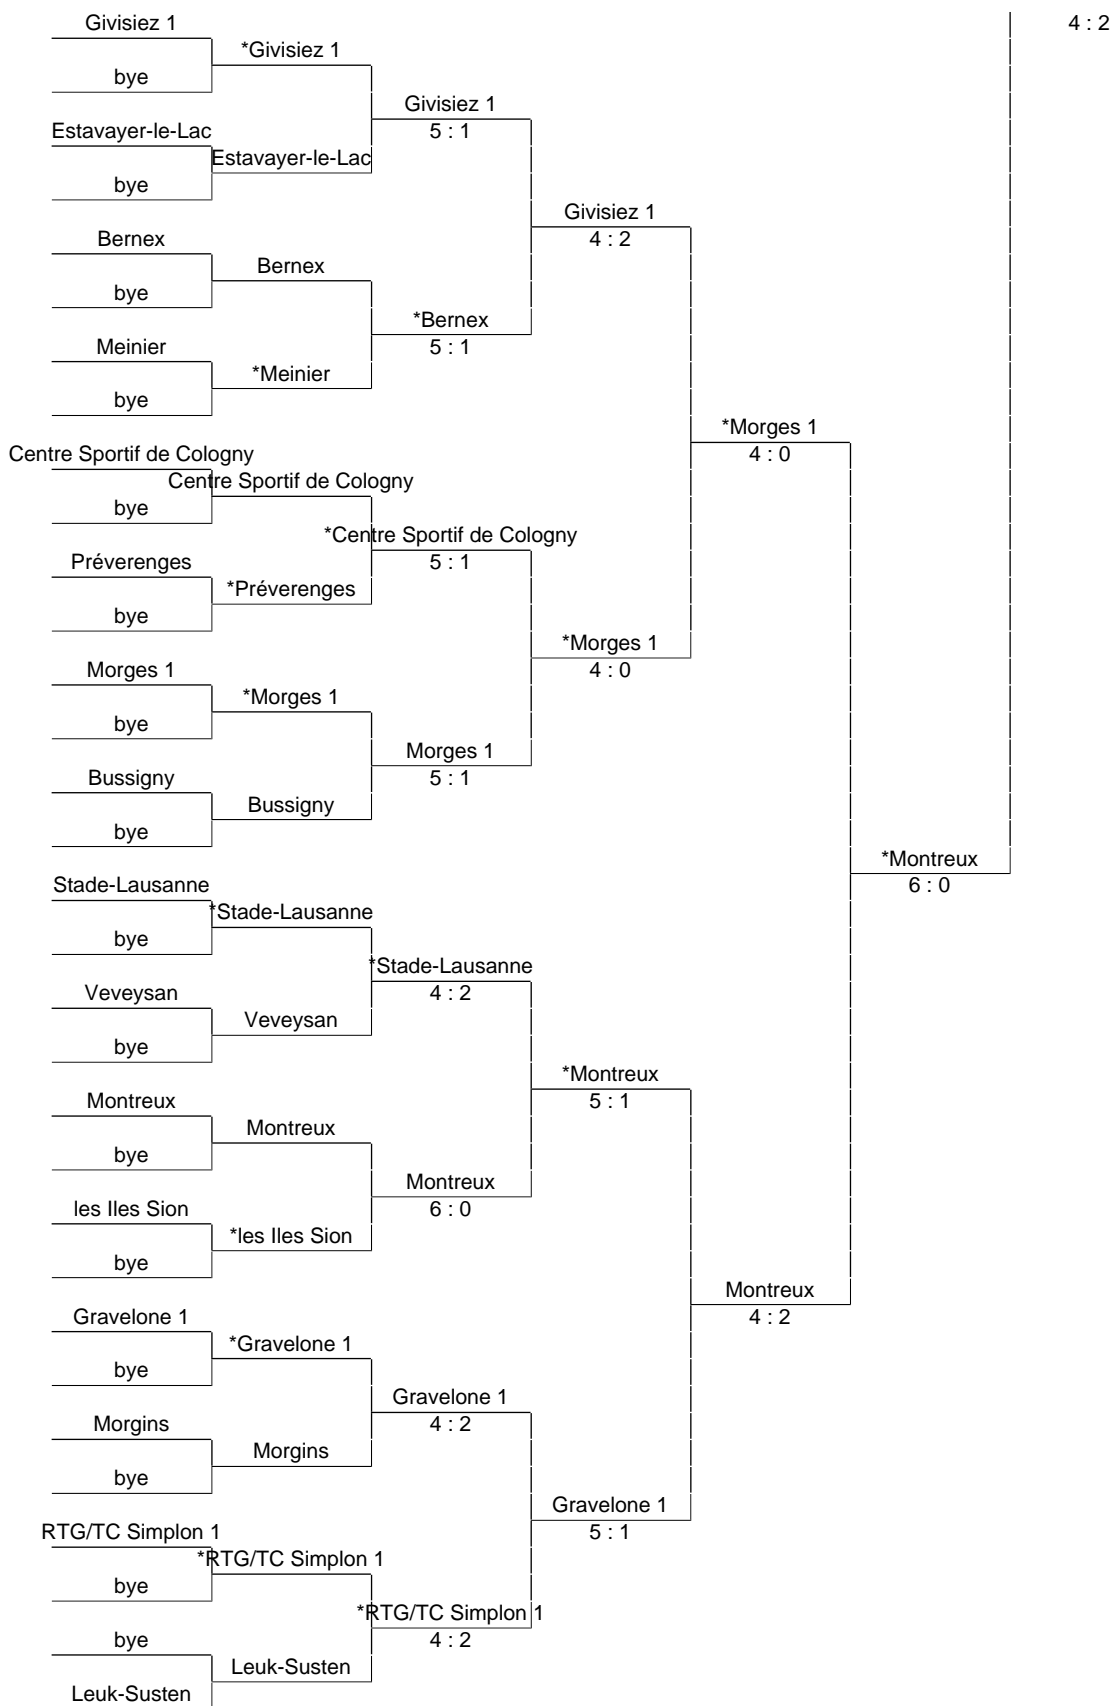 Givisiez 1
4 : 2
*Givisiez 1
bye
Givisiez 1
5 : 1
Estavayer-le-Lac
Estavayer-le-Lac
bye
Givisiez 1
4 : 2
Bernex
Bernex
bye
*Bernex
5 : 1
Meinier
*Meinier
bye
*Morges 1
4 : 0
Centre Sportif de Cologny
Centre Sportif de Cologny
bye
*Centre Sportif de Cologny
5 : 1
Préverenges
*Préverenges
bye
*Morges 1
4 : 0
Morges 1
*Morges 1
bye
Morges 1
5 : 1
Bussigny
Bussigny
bye
*Montreux
6 : 0
Stade-Lausanne
*Stade-Lausanne
bye
*Stade-Lausanne
4 : 2
Veveysan
Veveysan
bye
*Montreux
5 : 1
Montreux
Montreux
bye
Montreux
6 : 0
les Iles Sion
*les Iles Sion
bye
Montreux
4 : 2
Gravelone 1
*Gravelone 1
bye
Gravelone 1
4 : 2
Morgins
Morgins
bye
Gravelone 1
5 : 1
RTG/TC Simplon 1
*RTG/TC Simplon 1
bye
*RTG/TC Simplon 1
4 : 2
bye
Leuk-Susten
Leuk-Susten